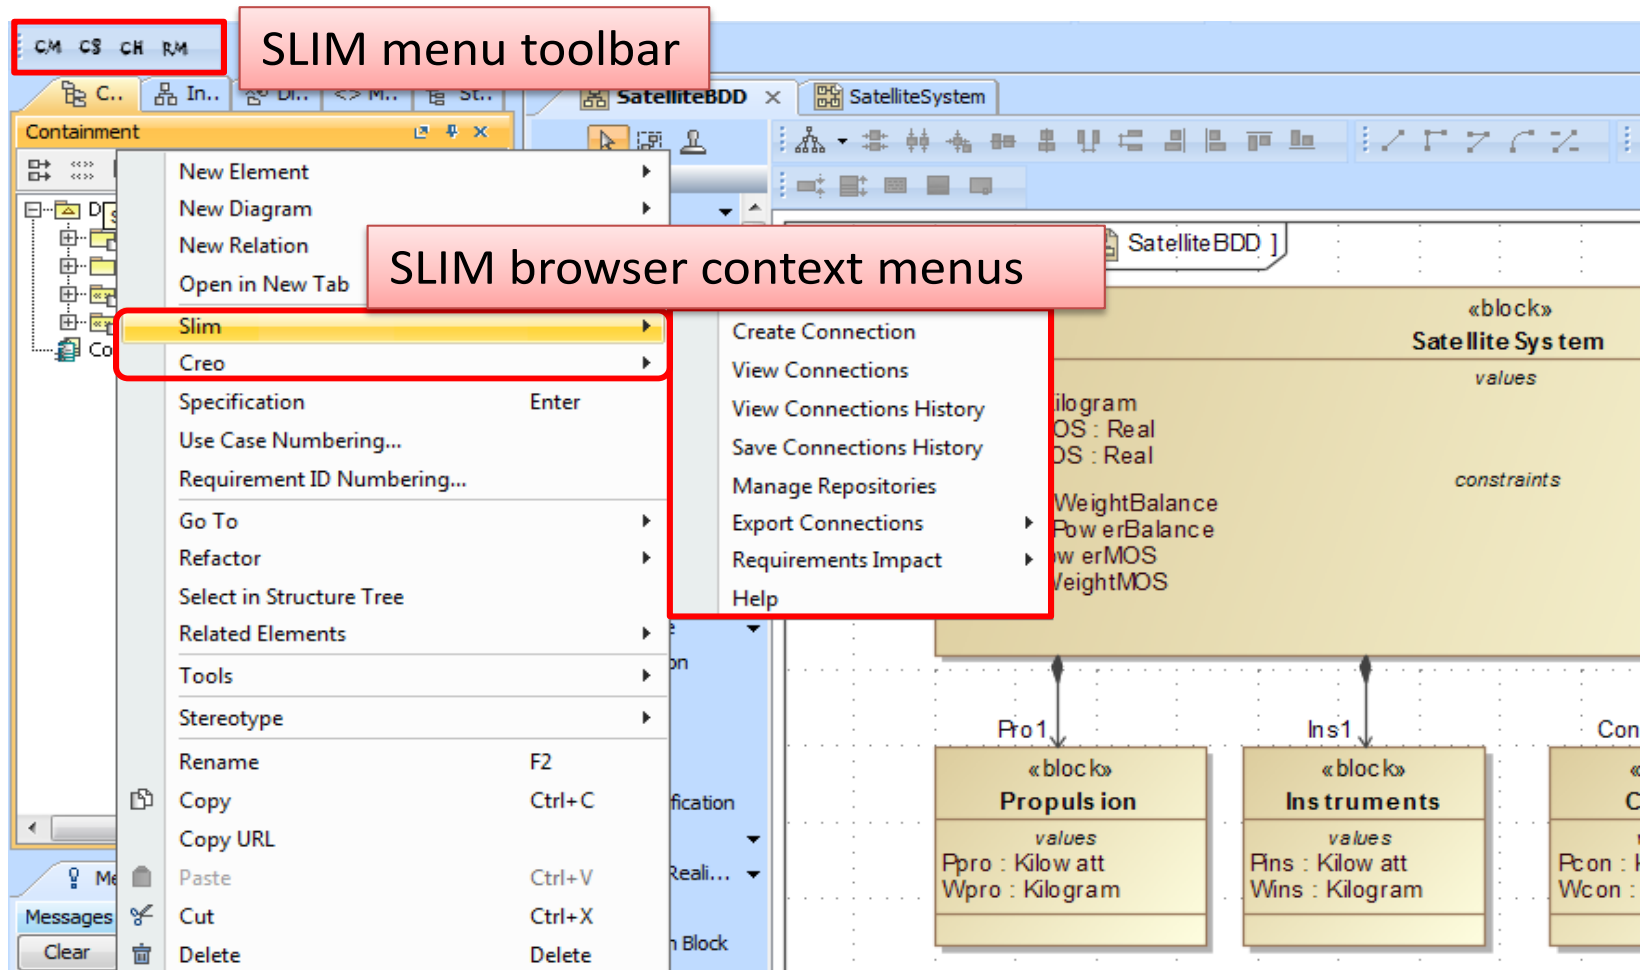 CM CS CH RM
SLIM menu toolbar
C.. In.. DI.. <> M.. St..
SatelliteBDD SatelliteSystem
Containment
New Element
New Diagram
New Relation
Open in New Tab
SLIM browser context menus
Slim
Creo
Specification Enter
Use Case Numbering...
Requirement ID Numbering...
Go To
Refactor
Select in Structure Tree
Related Elements
Tools
Stereotype
Rename F2
Copy Ctrl+C
Copy URL
Paste Ctrl+V
Cut Ctrl+X
Delete Delete
Create Connection
View Connections
View Connections History
Save Connections History
Manage Repositories
Export Connections
Requirements Impact
Help
SatelliteBDD ]
«block»
SatelliteSystem
values
ilogram
OS : Real
OS : Real
constraints
WeightBalance
PowerBalance
owerMOS
WeightMOS
Pro1 Ins1 Con
«block»
Propulsion
values
Ppro : Kilowatt
Wpro : Kilogram
«block»
Instruments
values
Pins : Kilowatt
Wins : Kilogram
Pcon :
Wcon :
fication
Reali...
n Block
Messages
Clear